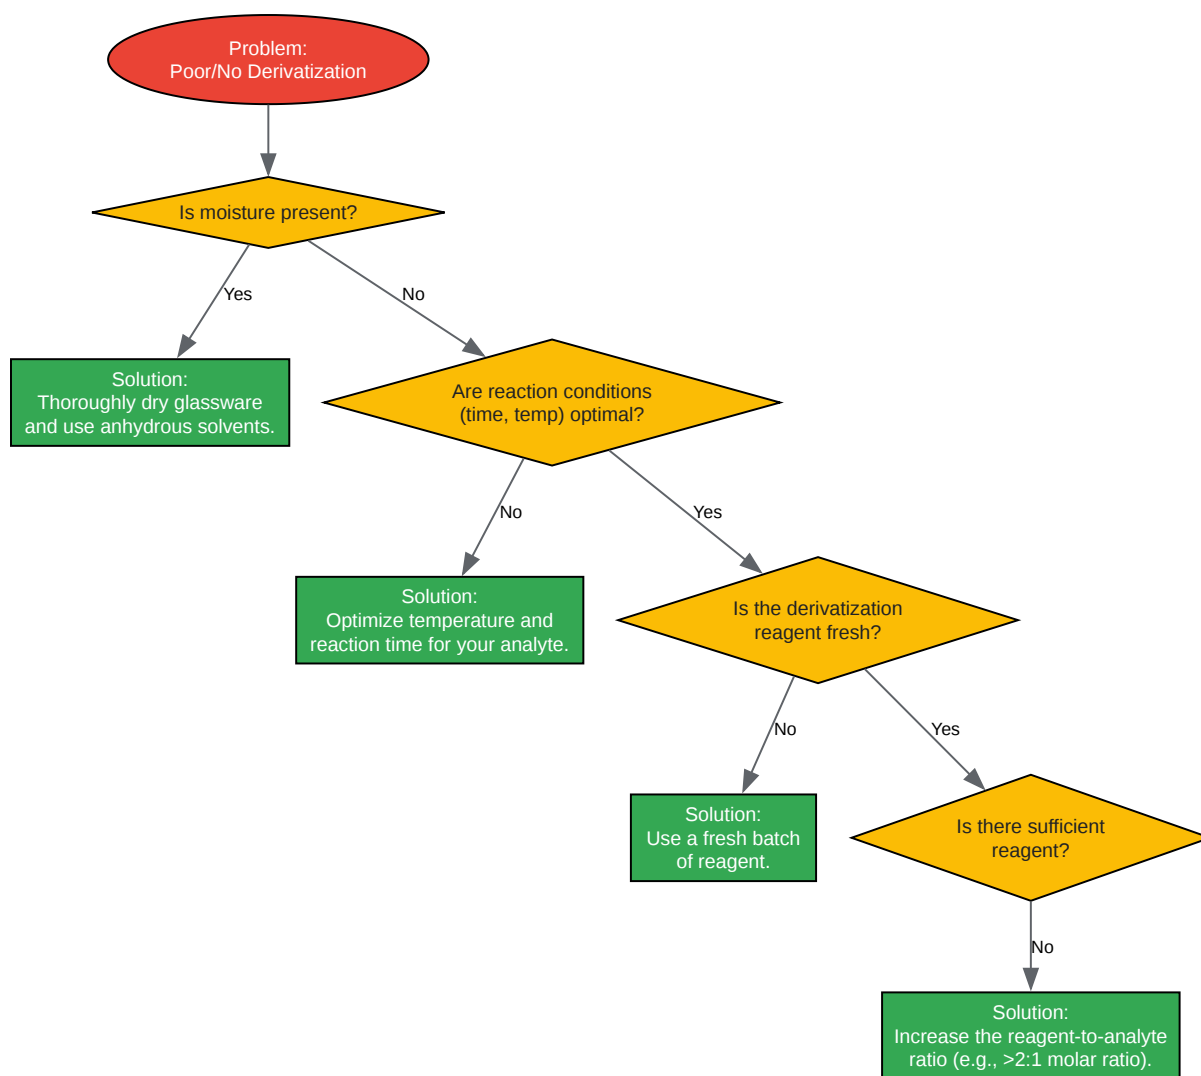 Problem:
Poor/No Derivatization
Is moisture present?
Yes
No
Solution:
Thoroughly dry glassware
and use anhydrous solvents.
Are reaction conditions
(time, temp) optimal?
No
Yes
Solution:
Optimize temperature and
reaction time for your analyte.
Is the derivatization
reagent fresh?
No
Yes
Solution:
Use a fresh batch
of reagent.
Is there sufficient
reagent?
No
Solution:
Increase the reagent-to-analyte
ratio (e.g., >2:1 molar ratio).